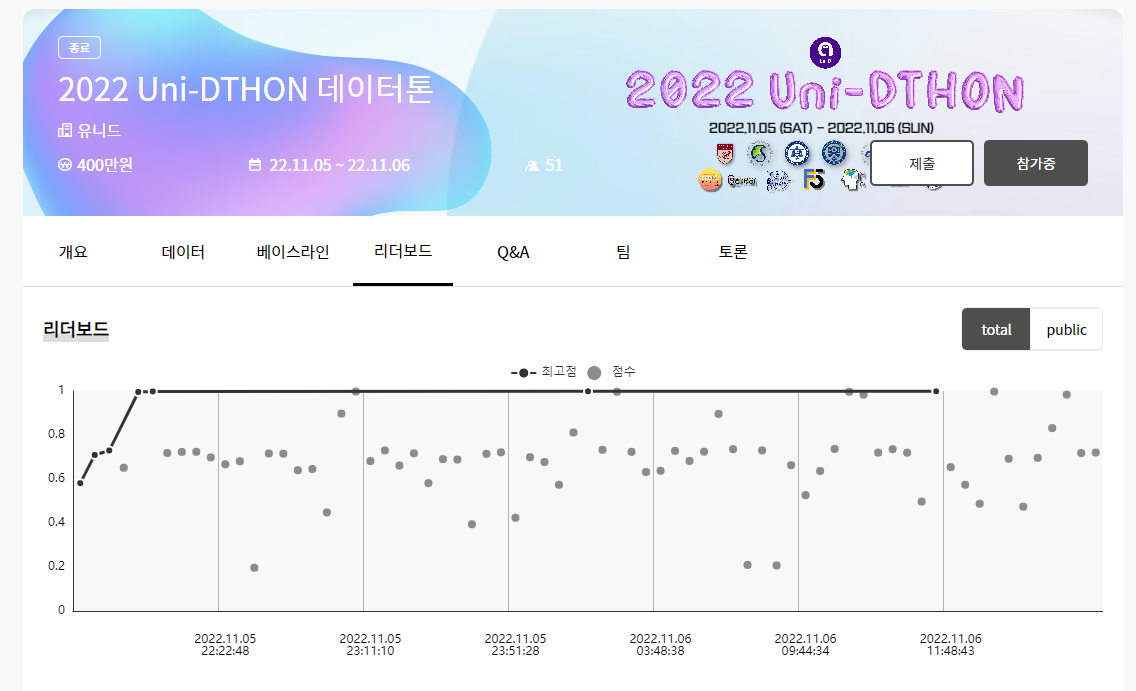 종료
2022 Uni-DTHON 데이터톤
유니드
400만원
22.11.05 ~ 22.11.06
51
Un-D
2022 Uni-DTHON
2022.11.05 (SAT) - 2022.11.06 (SUN)
F5
제출
참가중
개요
데이터
베이스라인
리더보드
Q&A
팀
토론
리더보드
total
public
최고점
점수
1
0.8
0.6
0.4
0.2
0
2022.11.05
22:22:48
2022.11.05
23:11:10
2022.11.05
23:51:28
2022.11.06
03:48:38
2022.11.06
09:44:34
2022.11.06
11:48:43